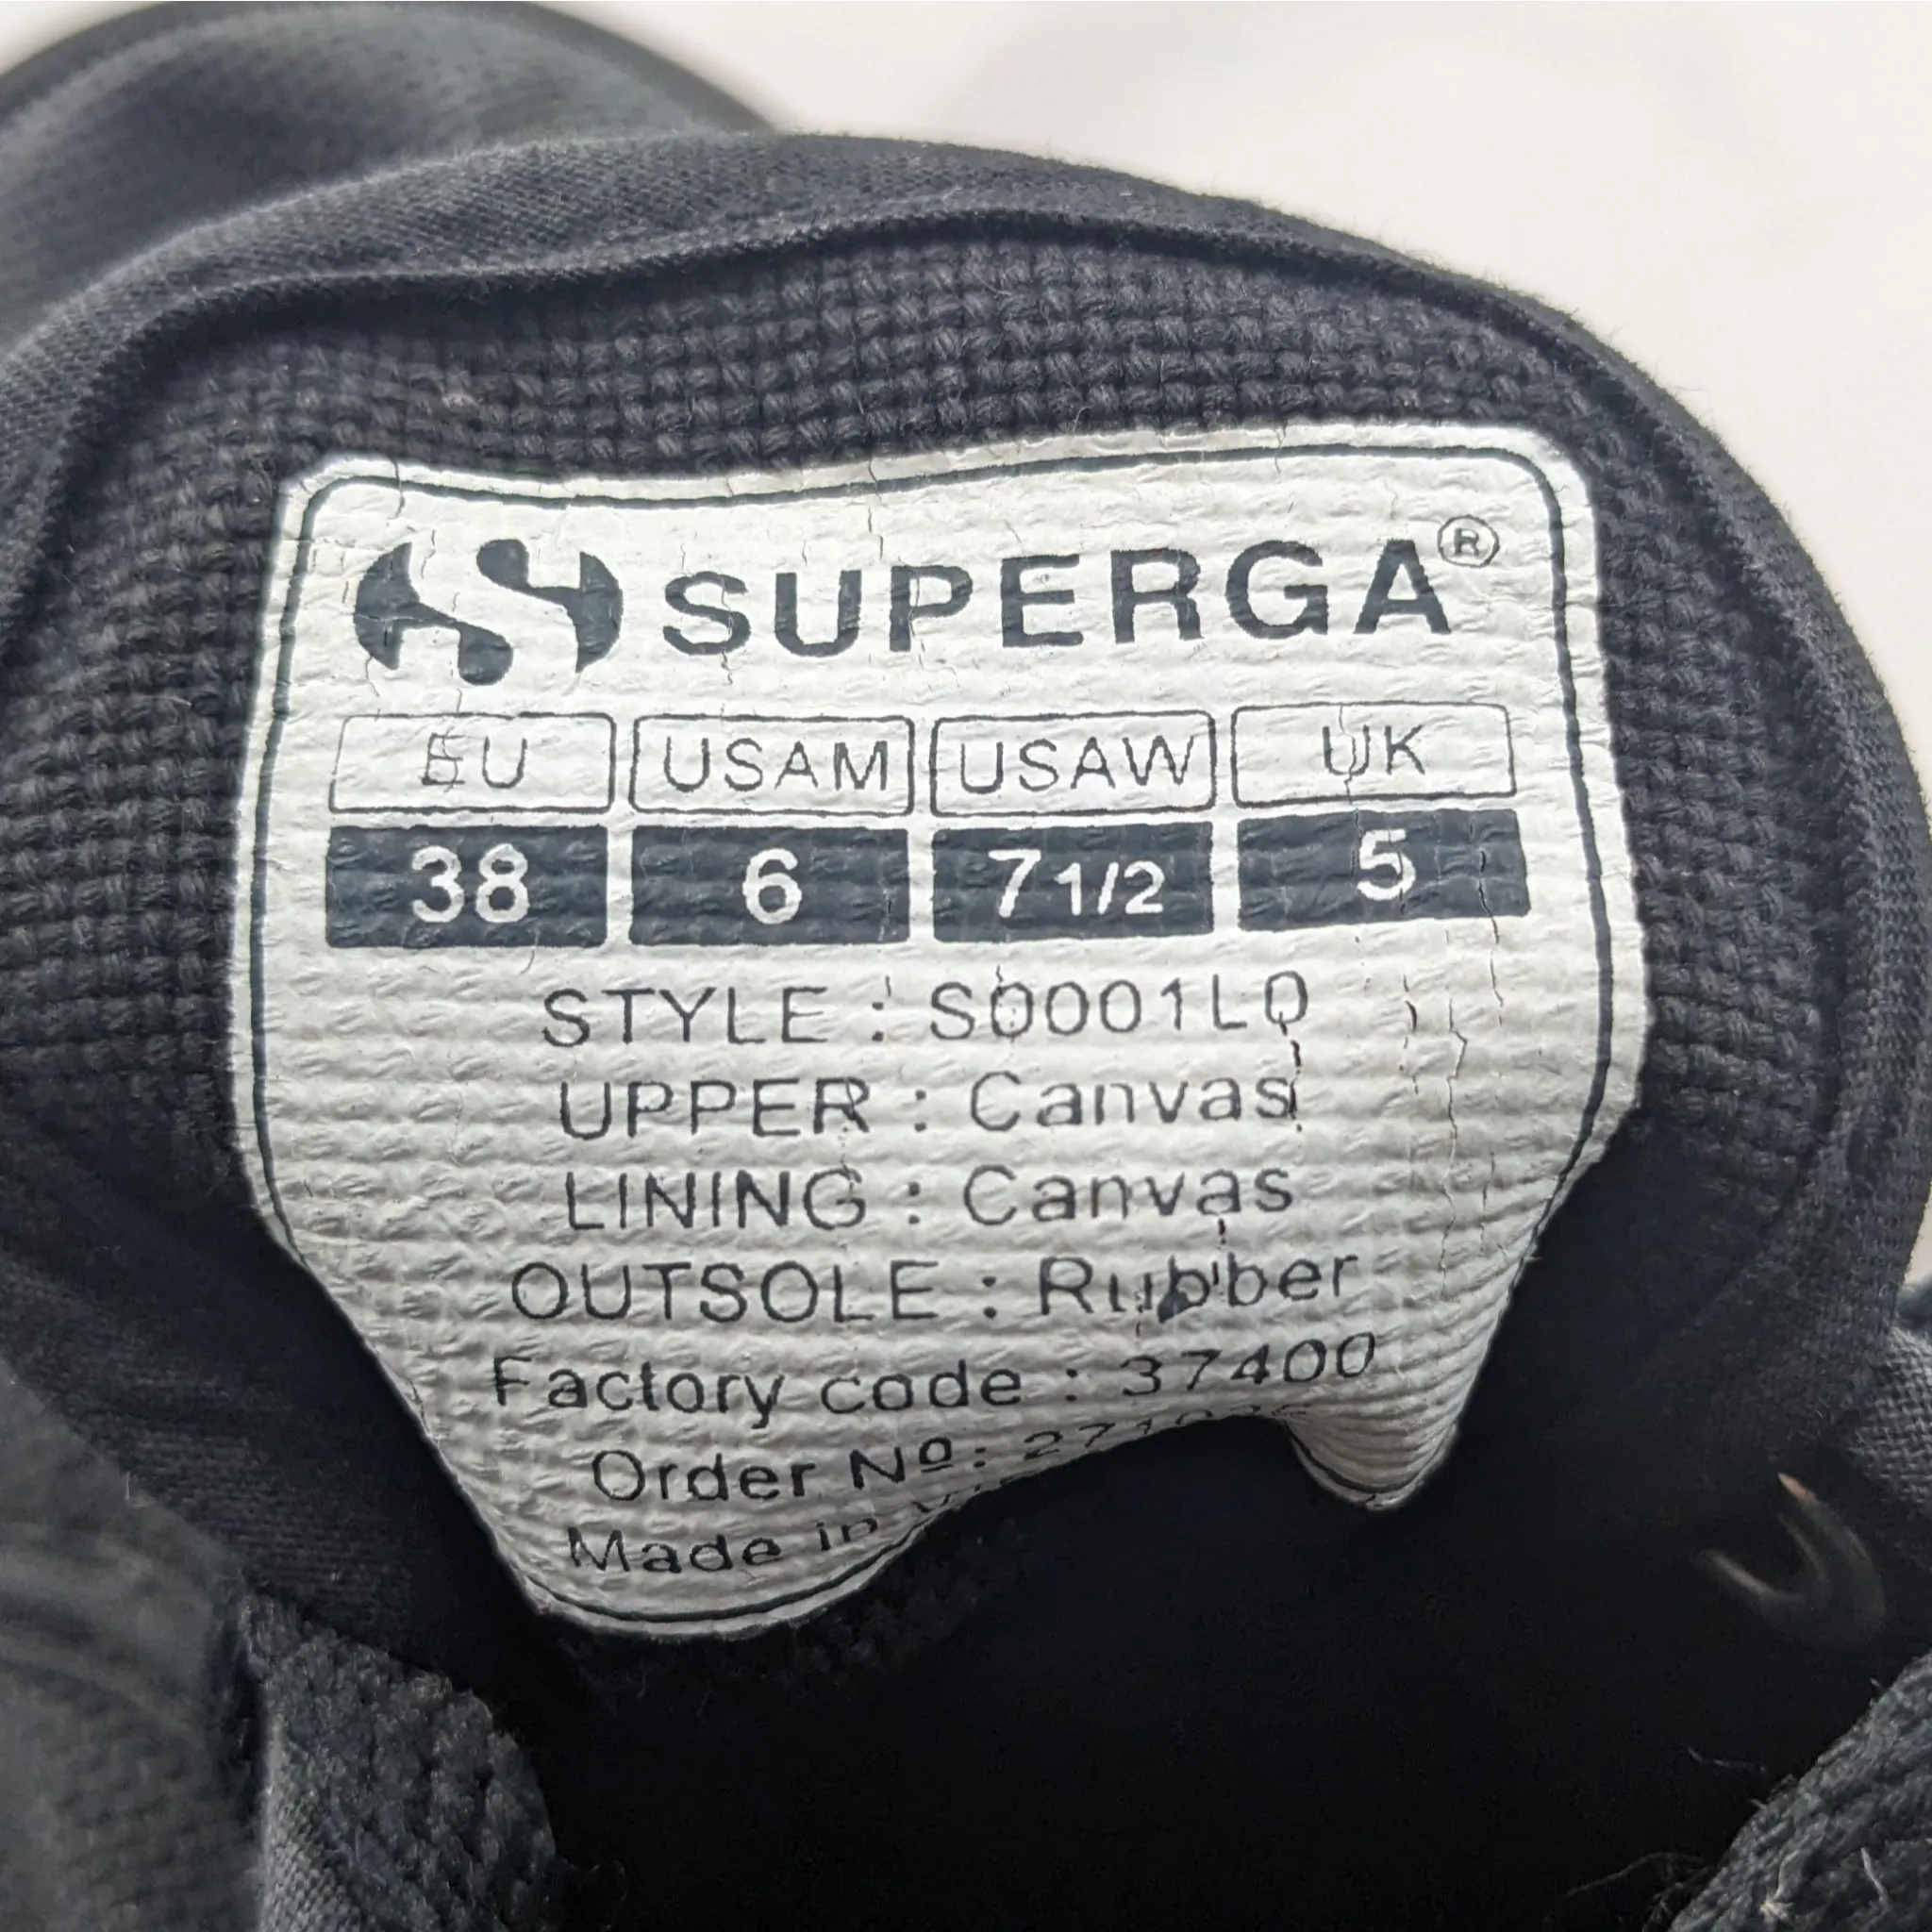 SUPERGA®
EU USAM USAW UK
38 6 7 1/2 5
STYLE : S0001L0
UPPER : Canvas
LINING : Canvas
OUTSOLE : Rubber
Factory code : 37400
Order Nº:
Made in